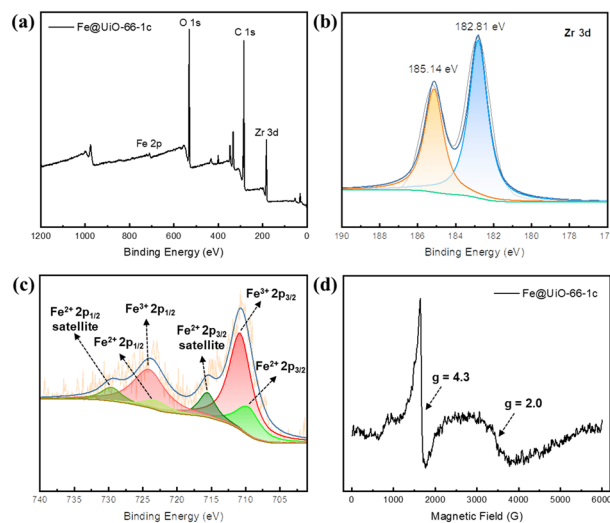 (a)
Fe@UiO-66-1c
O 1s
C 1s
Fe 2p
Zr 3d
1200 1000 800 600 400 200 0
Binding Energy (eV)
(b)
182.81 eV
Zr 3d
185.14 eV
190 188 186 184 182 180 178
Binding Energy (eV)
(c)
Fe³⁺ 2p3/2
Fe³⁺ 2p1/2
Fe²⁺ 2p1/2
satellite
Fe²⁺ 2p1/2
Fe²⁺ 2p3/2
satellite
Fe²⁺ 2p3/2
740 730 720 710
Binding Energy (eV)
(d)
Fe@UiO-66-1c
g = 4.3
g = 2.0
0 1000 2000 3000 4000 5000 6000
Magnetic Field (G)